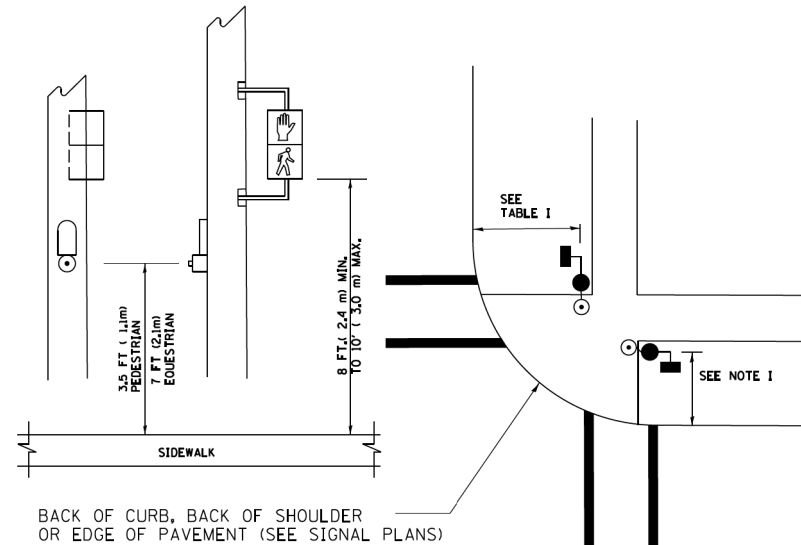 3.5 FT ( 1.1m)
PEDESTRIAN
7 FT (2.1m)
EQUESTRIAN
8 FT.( 2.4 m) MIN.
TO 10' ( 3.0 m) MAX.
SIDEWALK
SEE
TABLE I
SEE NOTE I
BACK OF CURB, BACK OF SHOULDER
OR EDGE OF PAVEMENT (SEE SIGNAL PLANS)